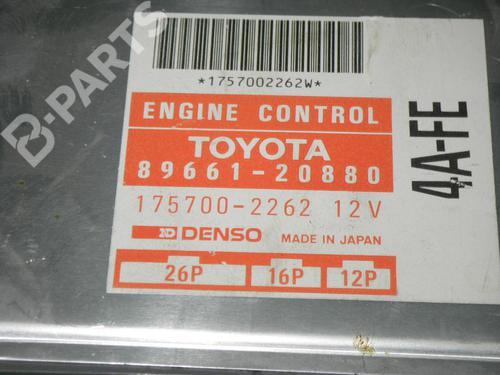 B-PARTS
*1757002262W*
ENGINE CONTROL
TOYOTA
89661-20880
175700-2262 12V
ND DENSO MADE IN JAPAN
26P 16P 12P
4A-FE